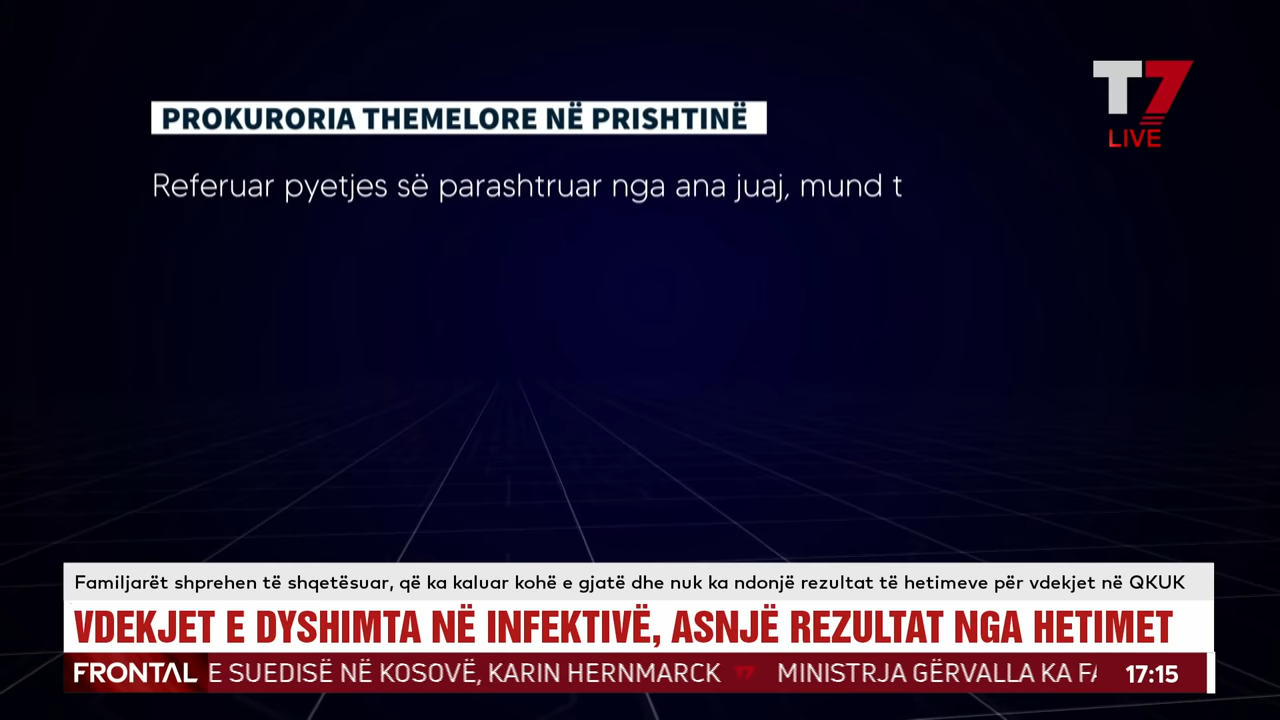 T7
LIVE
PROKURORIA THEMELORE NË PRISHTINË
Referuar pyetjes së parashtruar nga ana juaj, mund t
Familjarët shprehen të shqetësuar, që ka kaluar kohë e gjatë dhe nuk ka ndonjë rezultat të hetimeve për vdekjet në QKUK
VDEKJET E DYSHIMTA NË INFEKTIVË, ASNJË REZULTAT NGA HETIMET
FRONTAL E SUEDISË NË KOSOVË, KARIN HERNMARCK T7 MINISTRJA GËRVALLA KA FA 17:15